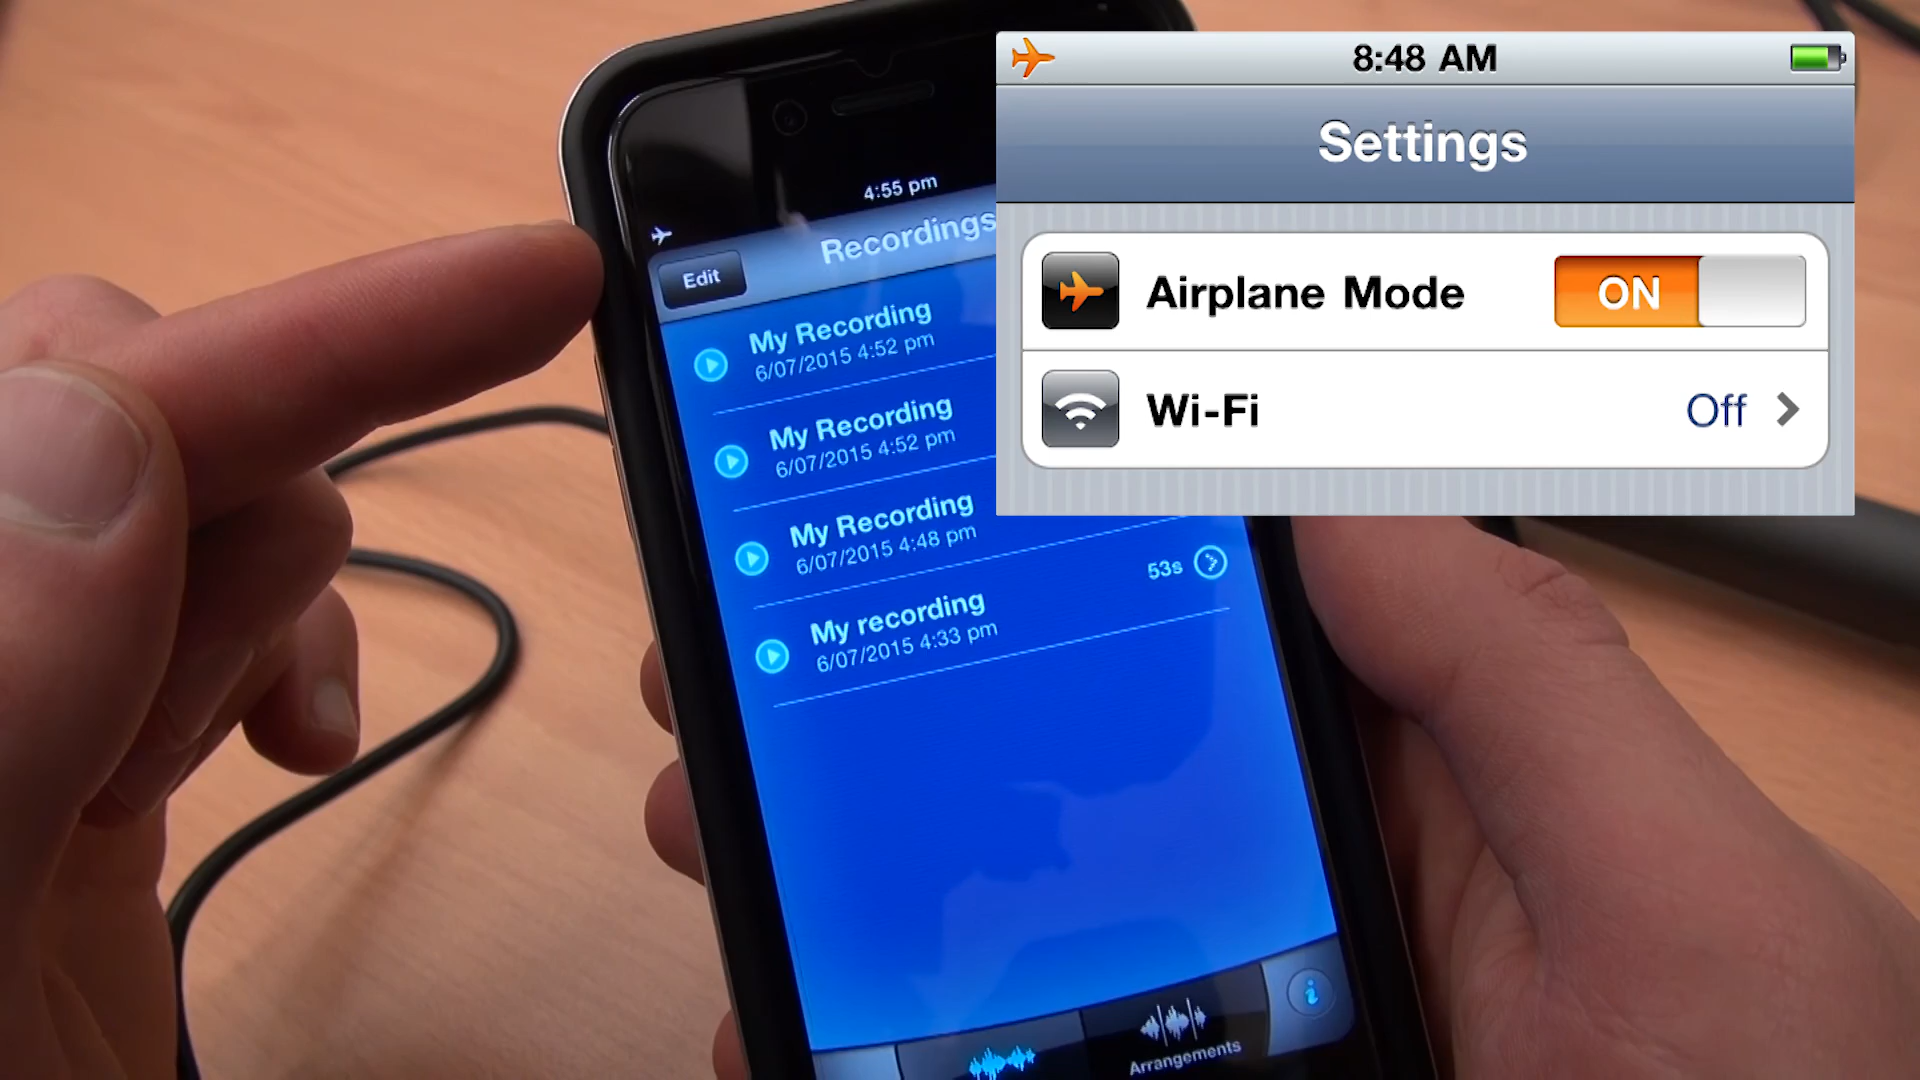 4:55 pm
Recordings
Edit
My Recording
6/07/2015 4:52 pm
My Recording
6/07/2015 4:52 pm
My Recording
6/07/2015 4:48 pm
My recording
6/07/2015 4:33 pm
53s
Arrangements
8:48 AM
Settings
Airplane Mode
ON
Wi-Fi
Off